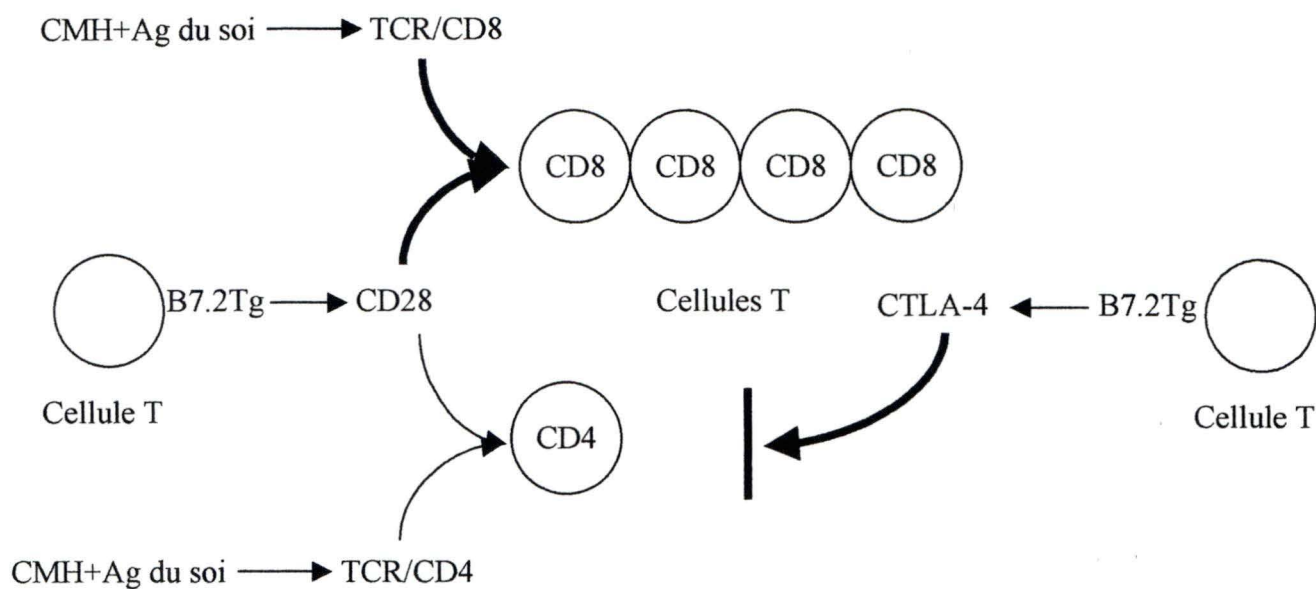 CMH+Ag du soi TCR/CD8
CD8 CD8 CD8 CD8
B7.2Tg CD28 Cellules T CTLA-4 B7.2Tg
Cellule T CD4 Cellule T
CMH+Ag du soi TCR/CD4